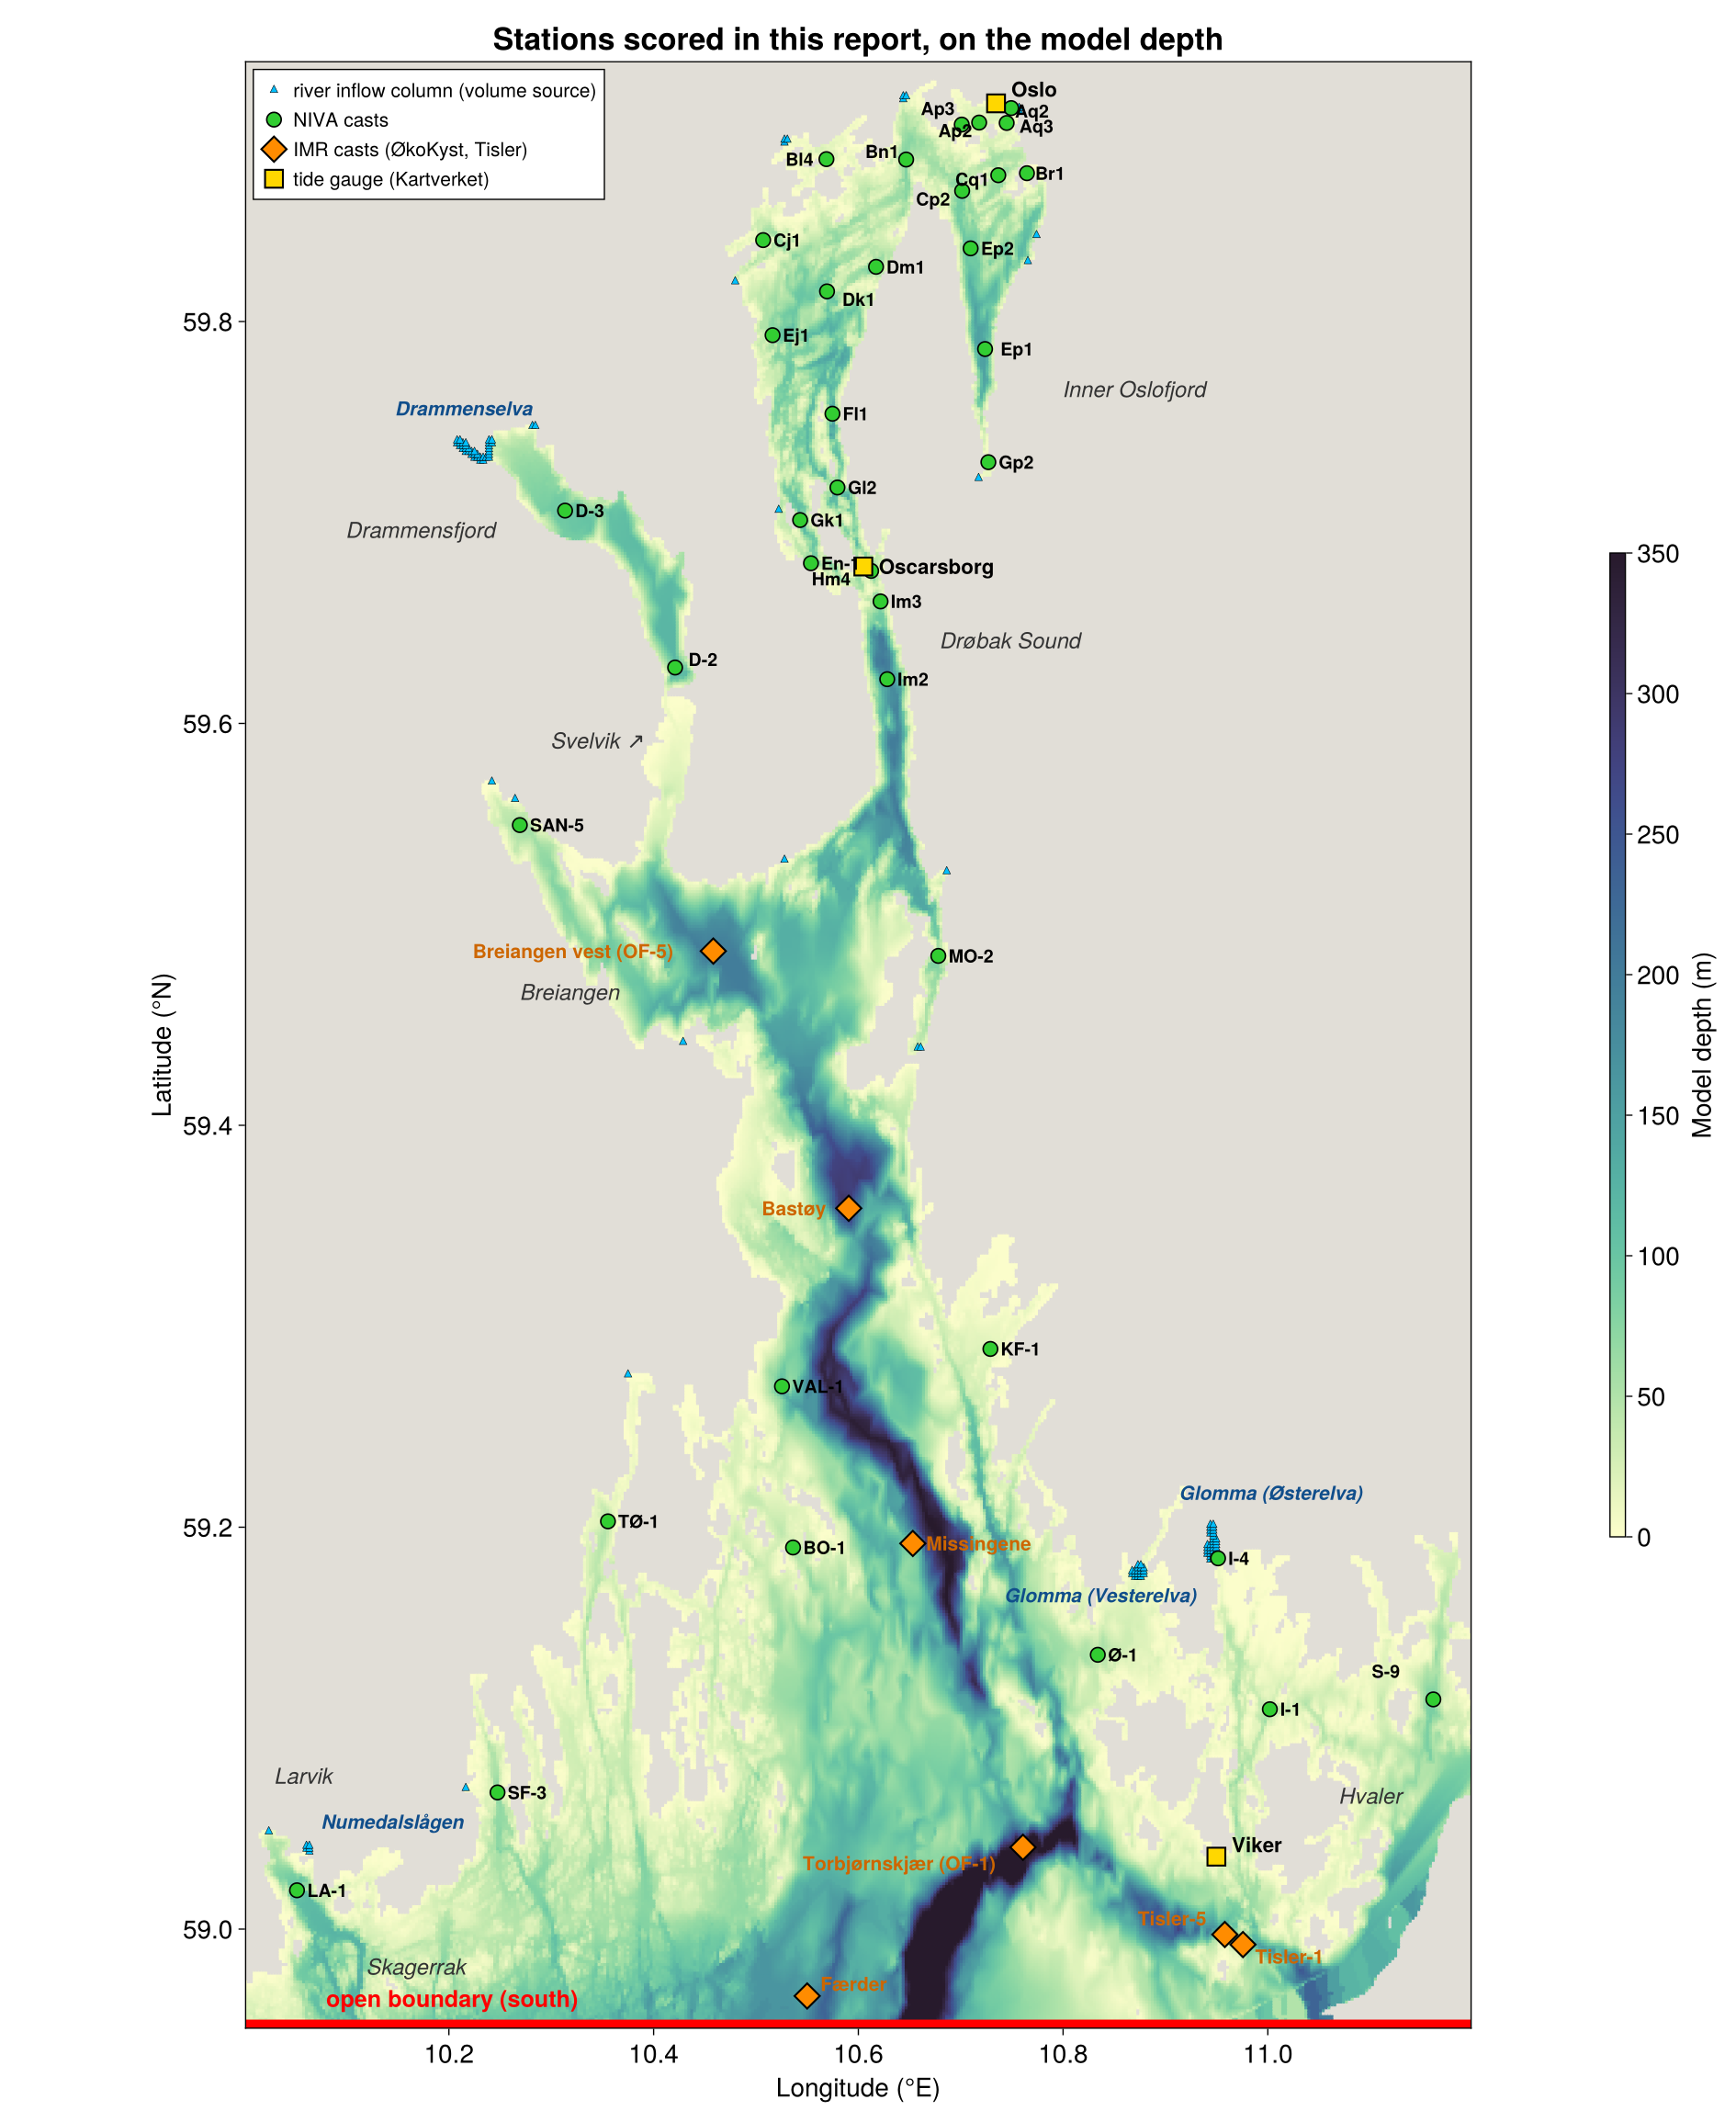 Stations scored in this report, on the model depth
river inflow column (volume source)
NIVA casts
IMR casts (ØkoKyst, Tisler)
tide gauge (Kartverket)
Oslo
Ap3
Aq2
Ap2
Aq3
Bl4
Bn1
Cq1
Br1
Cp2
Cj1
Ep2
Dm1
Dk1
59.8
Ej1
Ep1
Inner Oslofjord
Drammenselva
Fl1
Gp2
Gl2
D-3
Gk1
Drammensfjord
En-1
Oscarsborg
Hm4
Im3
Drøbak Sound
D-2
Im2
59.6
Svelvik ↗
SAN-5
Breiangen vest (OF-5)
MO-2
Breiangen
59.4
Bastøy
KF-1
VAL-1
Glomma (Østerelva)
59.2
TØ-1
Missingene
BO-1
I-4
Glomma (Vesterelva)
Ø-1
S-9
I-1
Larvik
SF-3
Hvaler
Numedalslågen
Viker
Torbjørnskjær (OF-1)
LA-1
Tisler-5
59.0
Tisler-1
Skagerrak
Færder
open boundary (south)
10.2
10.4
10.6
10.8
11.0
Longitude (°E)
Latitude (°N)
350
300
250
200
150
100
50
0
Model depth (m)